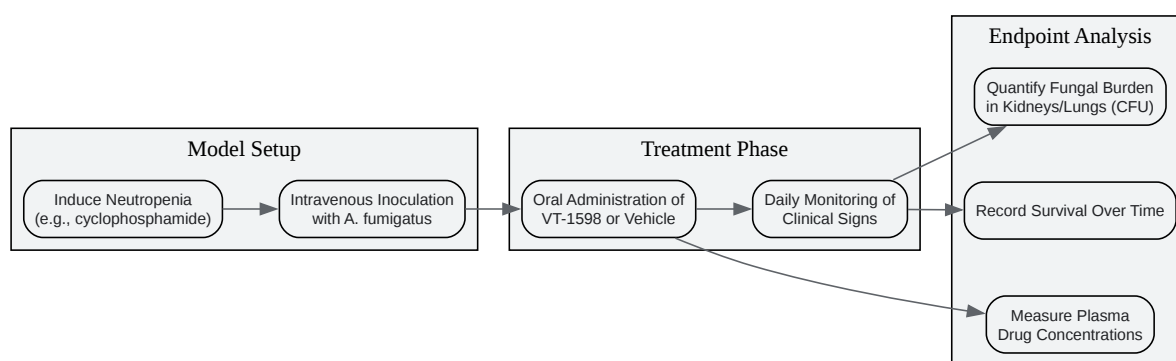 Model Setup
Induce Neutropenia
(e.g., cyclophosphamide)
Intravenous Inoculation
with A. fumigatus
Treatment Phase
Oral Administration of
VT-1598 or Vehicle
Daily Monitoring of
Clinical Signs
Endpoint Analysis
Quantify Fungal Burden
in Kidneys/Lungs (CFU)
Record Survival Over Time
Measure Plasma
Drug Concentrations